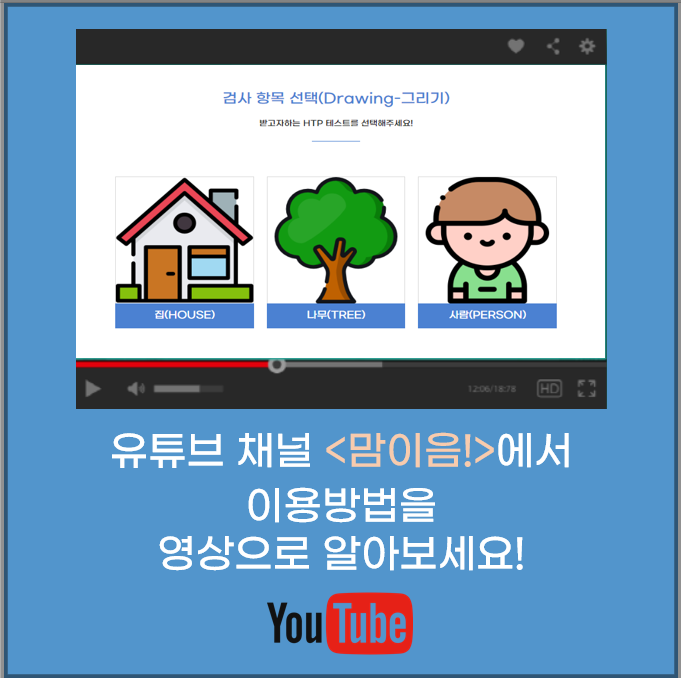 검사 항목 선택(Drawing-그리기)
받고자하는 HTP 테스트를 선택해주세요!
집(HOUSE)
나무(TREE)
사람(PERSON)
12:06/18:78
HD
유튜브 채널 <맘이음!>에서
이용방법을
영상으로 알아보세요!
YouTube